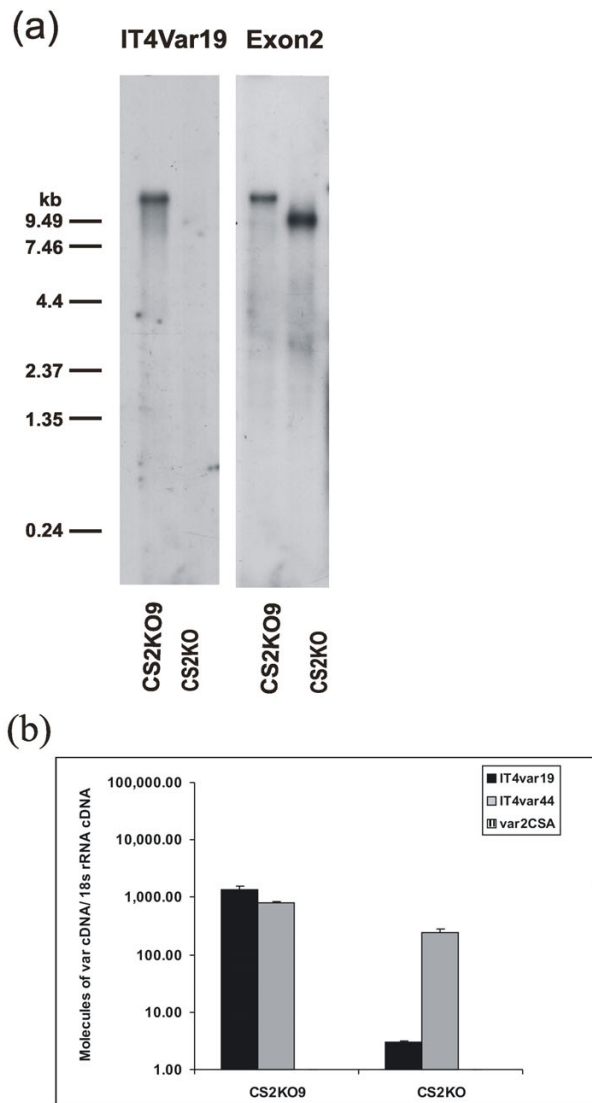 (a)
IT4Var19 Exon2
kb
9.49
7.46
4.4
2.37
1.35
0.24
CS2KO9
CS2KO
CS2KO9
CS2KO
(b)
Molecules of var cDNA/ 18s rRNA cDNA
100,000.00
10,000.00
1,000.00
100.00
10.00
1.00
IT4var19
IT4var44
var2CSA
CS2KO9 CS2KO